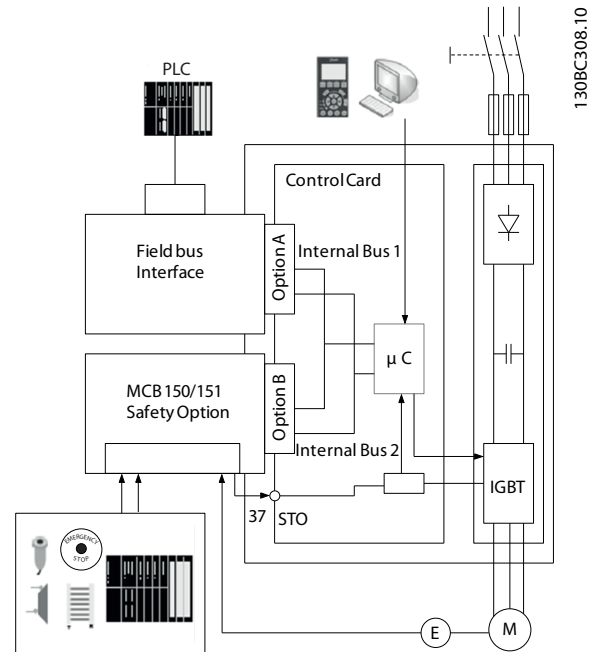 130BC308.10
PLC
Control Card
Field bus
Interface
Option A
Internal Bus 1
µ C
MCB 150/151
Safety Option
Option B
Internal Bus 2
IGBT
37
STO
EMERGENCY
STOP
E
M